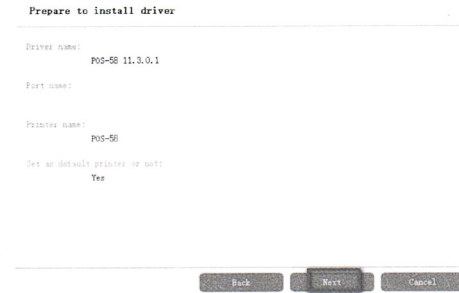 Prepare to install driver
Driver name:
POS-58 11.3.0.1
Port name:
Printer name:
POS-58
Set as default printer or not:
Yes
Back
Next
Cancel